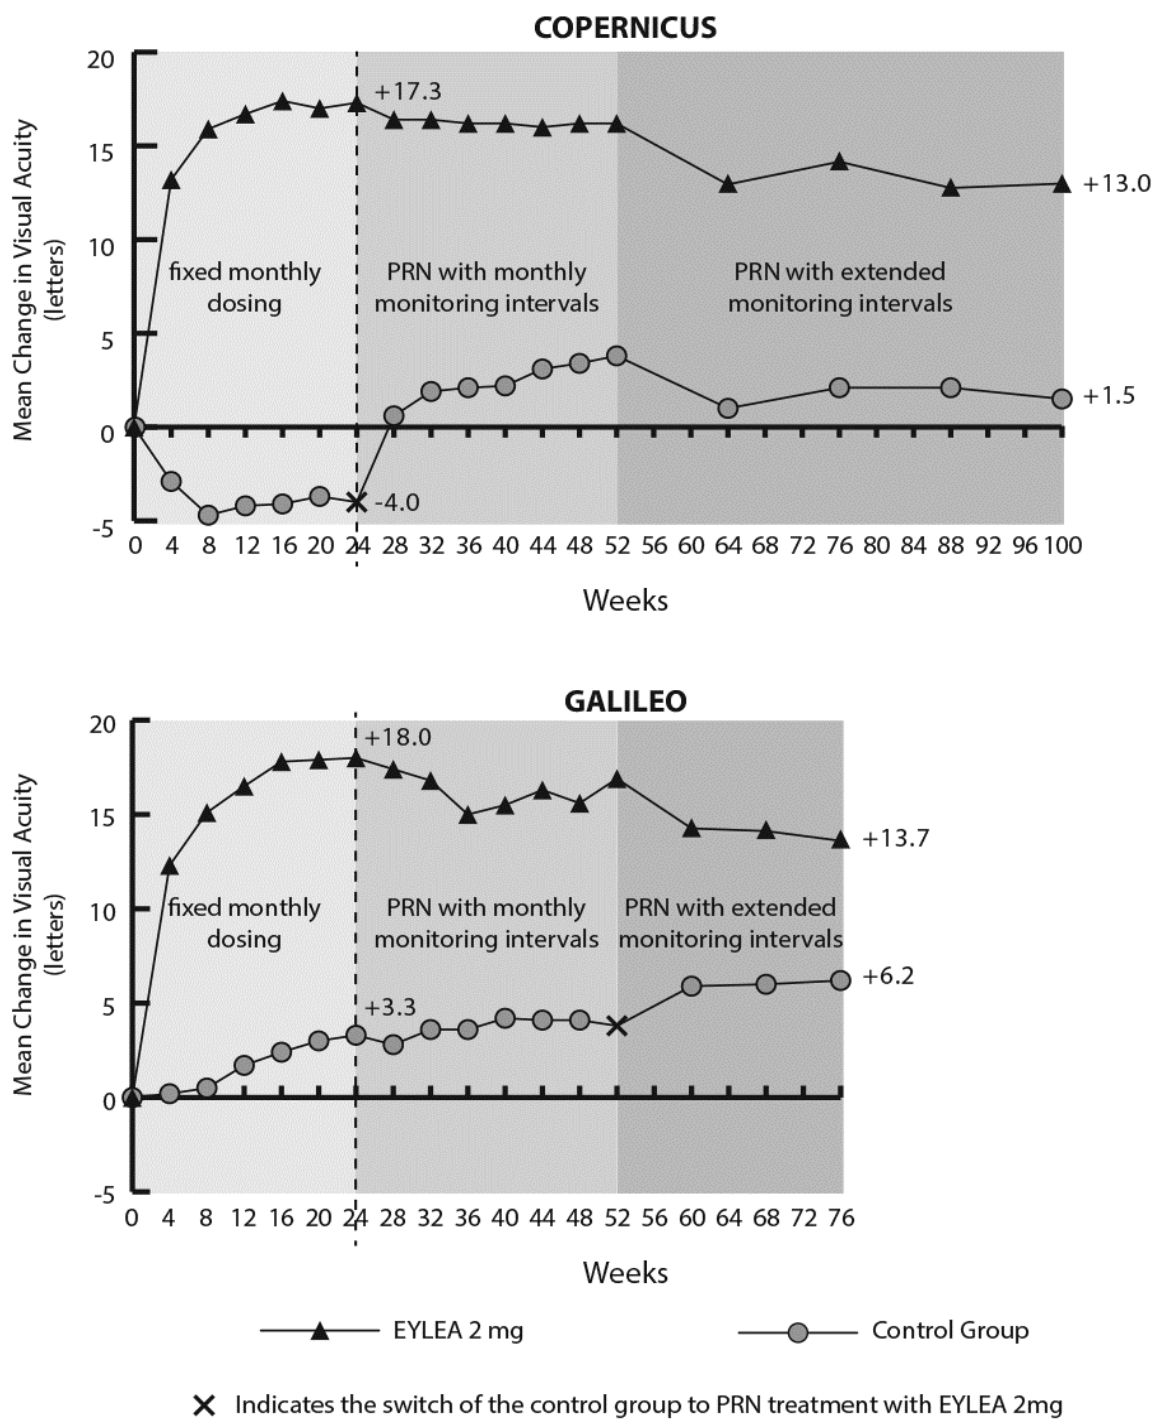 COPERNICUS
Mean Change in Visual Acuity
(letters)
20
15
10
5
0
-5
+17.3
+13.0
fixed monthly
dosing
PRN with monthly
monitoring intervals
PRN with extended
monitoring intervals
+1.5
-4.0
0 4 8 12 16 20 24 28 32 36 40 44 48 52 56 60 64 68 72 76 80 84 88 92 96 100
Weeks
GALILEO
Mean Change in Visual Acuity
(letters)
20
15
10
5
0
-5
+18.0
+13.7
fixed monthly
dosing
PRN with monthly
monitoring intervals
PRN with extended
monitoring intervals
+6.2
+3.3
0 4 8 12 16 20 24 28 32 36 40 44 48 52 56 60 64 68 72 76
Weeks
EYLEA 2 mg
Control Group
Indicates the switch of the control group to PRN treatment with EYLEA 2mg